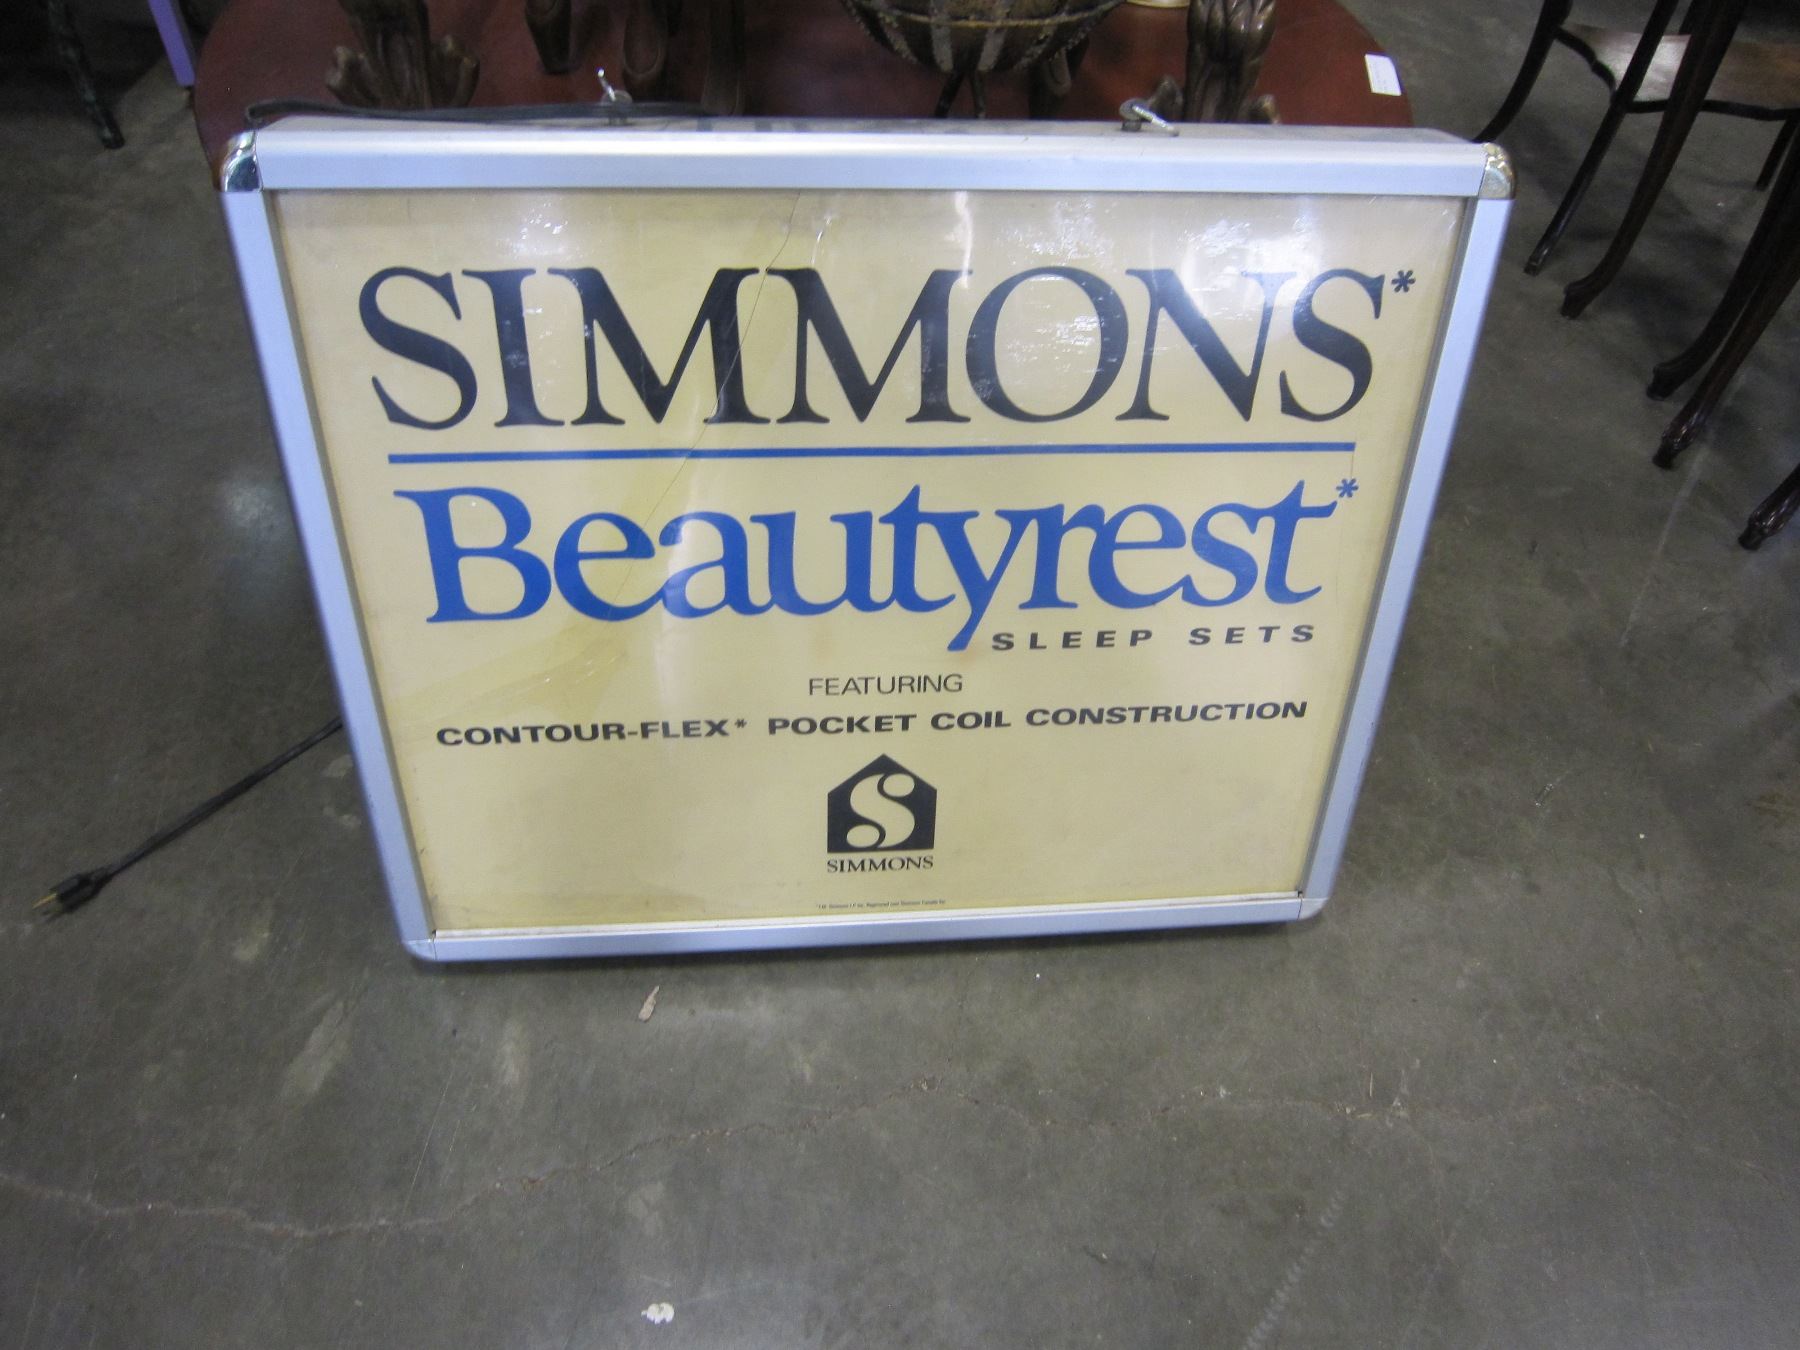 SIMMONS*
Beautyrest*
SLEEP SETS
FEATURING
CONTOUR-FLEX* POCKET COIL CONSTRUCTION
S
SIMMONS